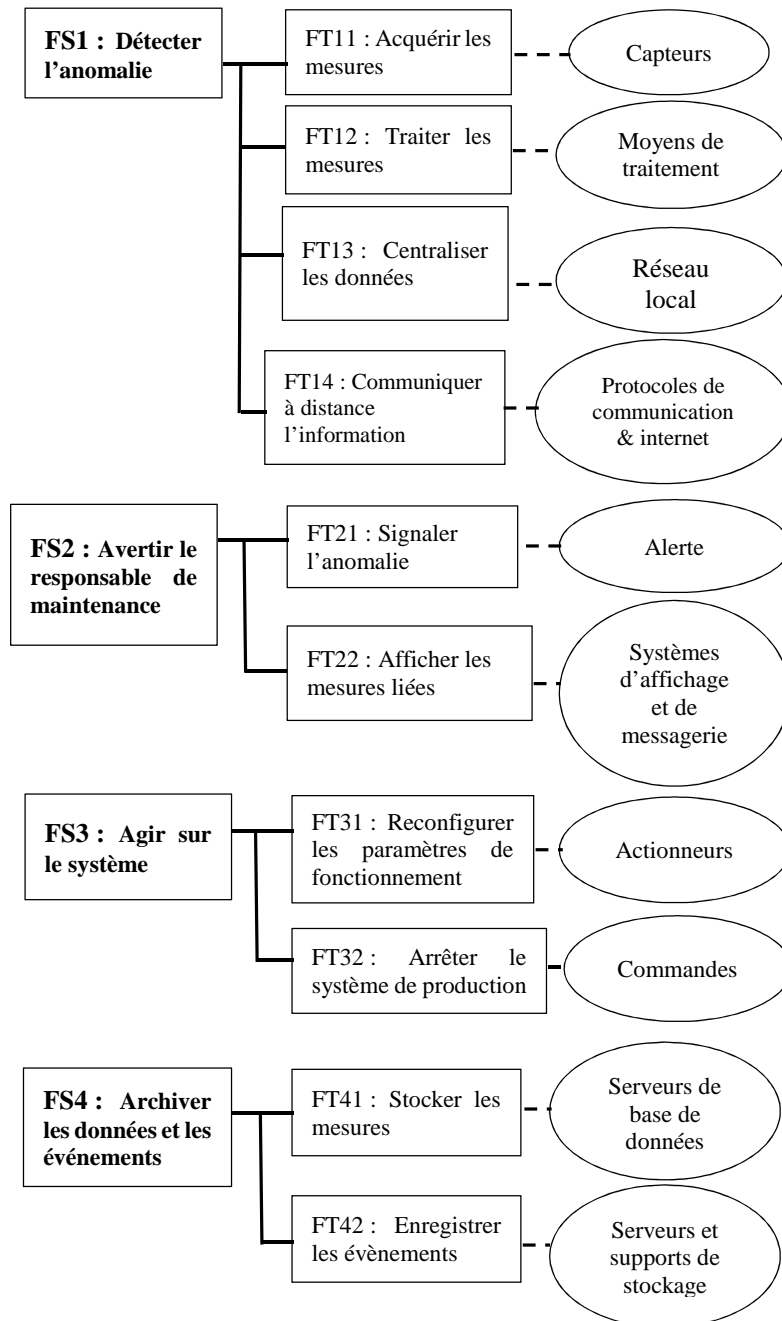 FS1 : Détecter
l’anomalie
FT11 : Acquérir les
mesures
Capteurs
FT12 : Traiter les
mesures
Moyens de
traitement
FT13 : Centraliser
les données
Réseau
local
FT14 : Communiquer
à distance
l’information
Protocoles de
communication
& internet
FS2 : Avertir le
responsable de
maintenance
FT21 : Signaler
l’anomalie
Alerte
FT22 : Afficher les
mesures liées
Systèmes
d’affichage
et de
messagerie
FS3 : Agir sur
le système
FT31 : Reconfigurer
les paramètres de
fonctionnement
Actionneurs
FT32 : Arrêter le
système de production
Commandes
FS4 : Archiver
les données et les
événements
FT41 : Stocker les
mesures
Serveurs de
base de
données
FT42 : Enregistrer
les évènements
Serveurs et
supports de
stockage